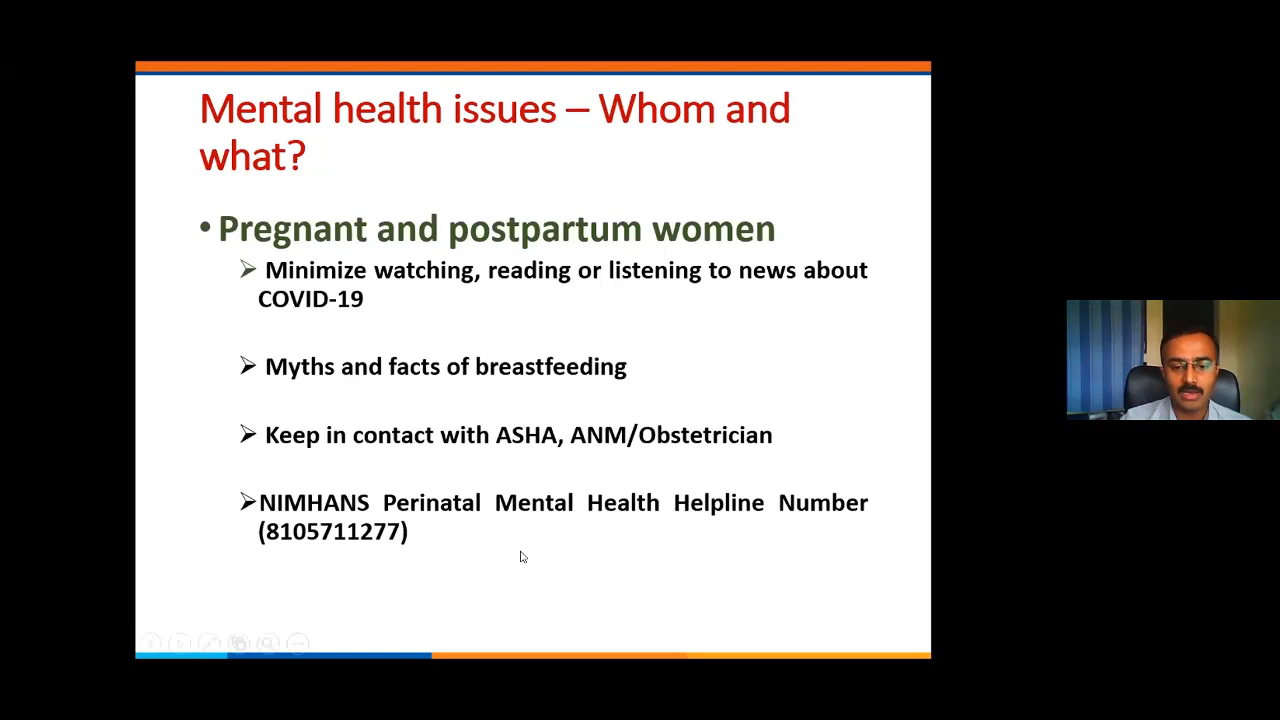 Mental health issues – Whom and
what?
• Pregnant and postpartum women
➢ Minimize watching, reading or listening to news about
COVID-19
➢ Myths and facts of breastfeeding
➢ Keep in contact with ASHA, ANM/Obstetrician
➢NIMHANS Perinatal Mental Health Helpline Number
(8105711277)